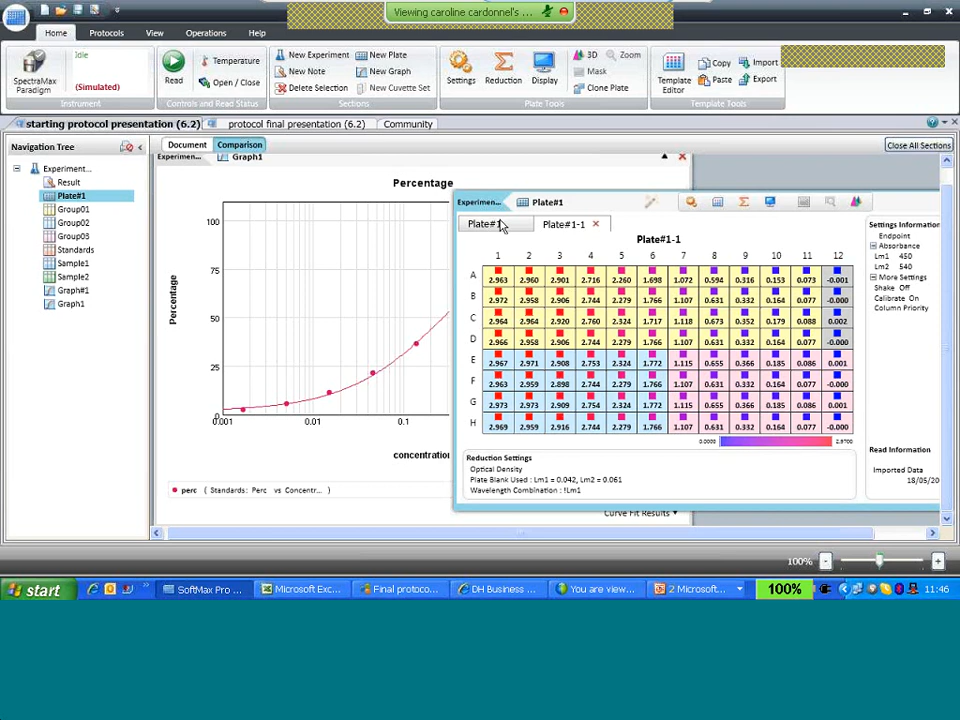 Viewing caroline cardonnel's ...
Home Protocols View Operations Help
SpectraMax Paradigm
Idle
(Simulated)
Instrument
Read
Temperature
Open / Close
Controls and Read Status
New Experiment New Plate
New Note New Graph
Delete Selection New Cuvette Set
Sections
Settings Reduction Display
3D Zoom
Mask
Clone Plate
Plate Tools
Template Editor
Copy Import
Paste Export
Template Tools
starting protocol presentation (6.2) protocol final presentation (6.2) Community
Navigation Tree
Document Comparison Close All Sections
Experiment...
Result
Plate#1
Group01
Group02
Group03
Standards
Sample1
Sample2
Graph#1
Graph1
Experimen... Graph1
Percentage
Percentage
100
75
50
25
0
0.001 0.01 0.1
concentratio
perc ( Standards: Perc vs Concentr... )
Curve Fit Results
Experimen... Plate#1
Plate#1 Plate#1-1
Plate#1-1
1 2 3 4 5 6 7 8 9 10 11 12
A 2.963 2.960 2.901 2.716 2.260 1.698 1.072 0.594 0.316 0.153 0.073 -0.001
B 2.972 2.958 2.906 2.744 2.279 1.766 1.107 0.631 0.332 0.164 0.077 -0.000
C 2.964 2.964 2.920 2.760 2.324 1.717 1.118 0.673 0.352 0.179 0.088 0.002
D 2.966 2.958 2.906 2.744 2.279 1.766 1.107 0.631 0.332 0.164 0.077 -0.000
E 2.967 2.971 2.908 2.753 2.324 1.772 1.115 0.655 0.366 0.185 0.086 0.001
F 2.963 2.959 2.898 2.744 2.279 1.766 1.107 0.631 0.332 0.164 0.077 -0.000
G 2.973 2.973 2.909 2.754 2.324 1.772 1.115 0.655 0.366 0.185 0.086 0.001
H 2.969 2.959 2.916 2.744 2.279 1.766 1.107 0.631 0.332 0.164 0.077 -0.000
0.0000 2.9700
Reduction Settings
Optical Density
Plate Blank Used : Lm1 = 0.042, Lm2 = 0.061
Wavelength Combination : !Lm1
Settings Informatio
Endpoint
Absorbance
Lm1 450
Lm2 540
More Settings
Shake Off
Calibrate On
Column Priority
Read Information
Imported Data
18/05/20
100%
start SoftMax Pro ... Microsoft Exc... Final protoco... DH Business ... You are view... 2 Microsoft... 100% 11:46